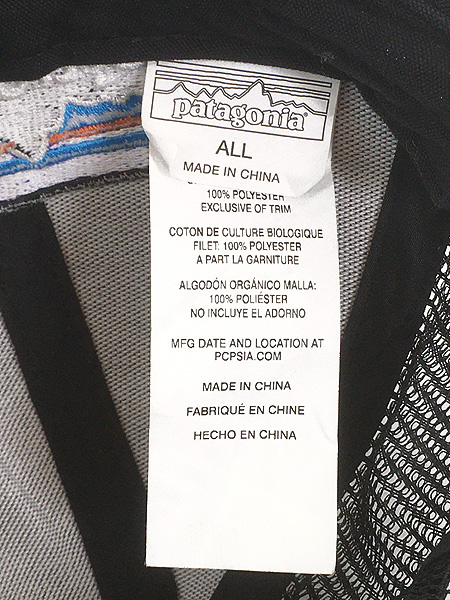 patagonia
ALL
MADE IN CHINA
100% POLYESTER
EXCLUSIVE OF TRIM
COTON DE CULTURE BIOLOGIQUE
FILET: 100% POLYESTER
A PART LA GARNITURE
ALGODÓN ORGÁNICO MALLA:
100% POLIÉSTER
NO INCLUYE EL ADORNO
MFG DATE AND LOCATION AT
PCPSIA.COM
MADE IN CHINA
FABRIQUÉ EN CHINE
HECHO EN CHINA